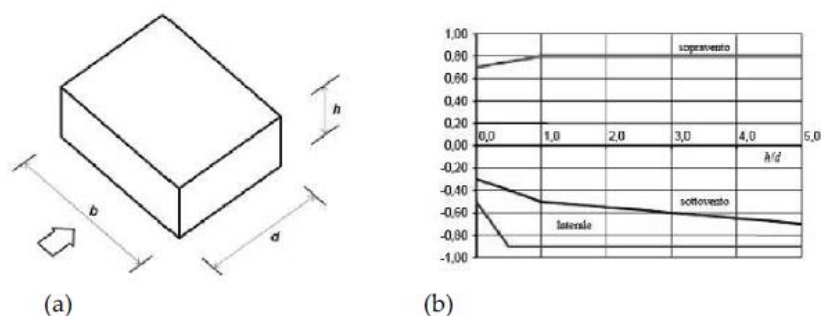 h
b
d
(a)
1,00
0,80
0,60
0,40
0,20
0,00
-0,20
-0,40
-0,60
-0,80
-1,00
sopravento
0,0 1,0 2,0 3,0 4,0 5,0
h/d
sottovento
laterale
(b)